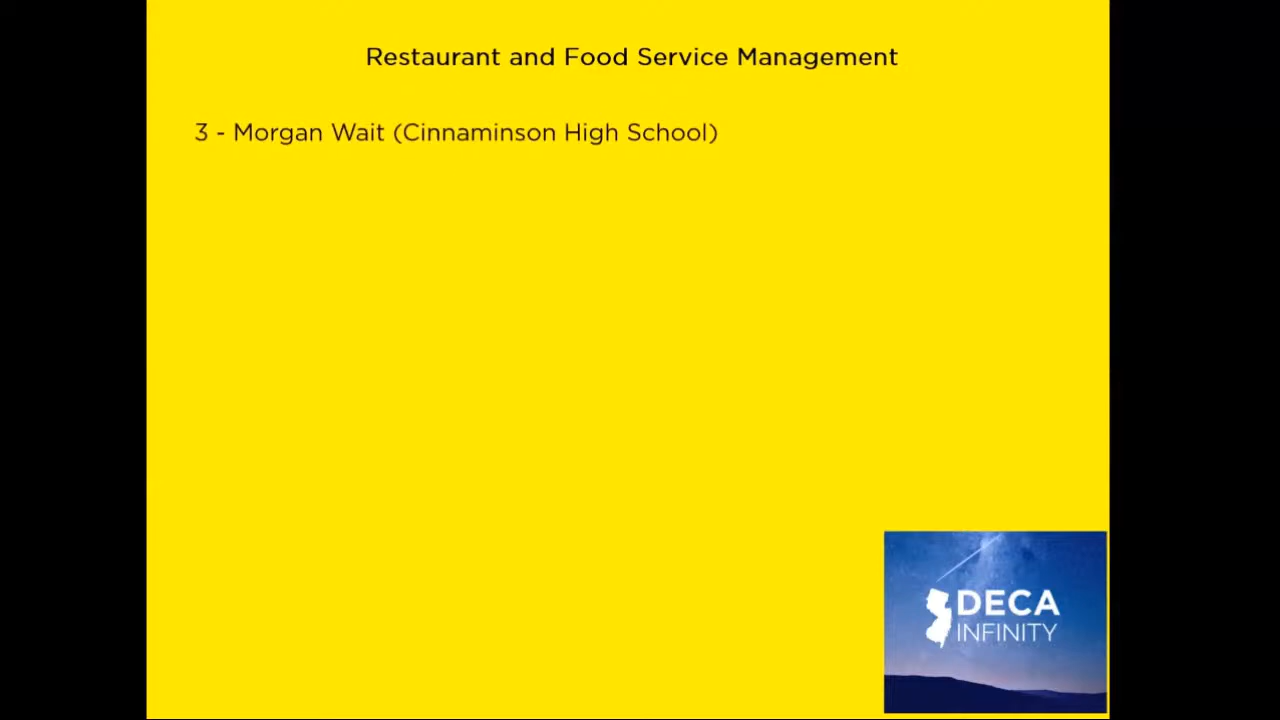 Restaurant and Food Service Management
3 - Morgan Wait (Cinnaminson High School)
DECA
INFINITY